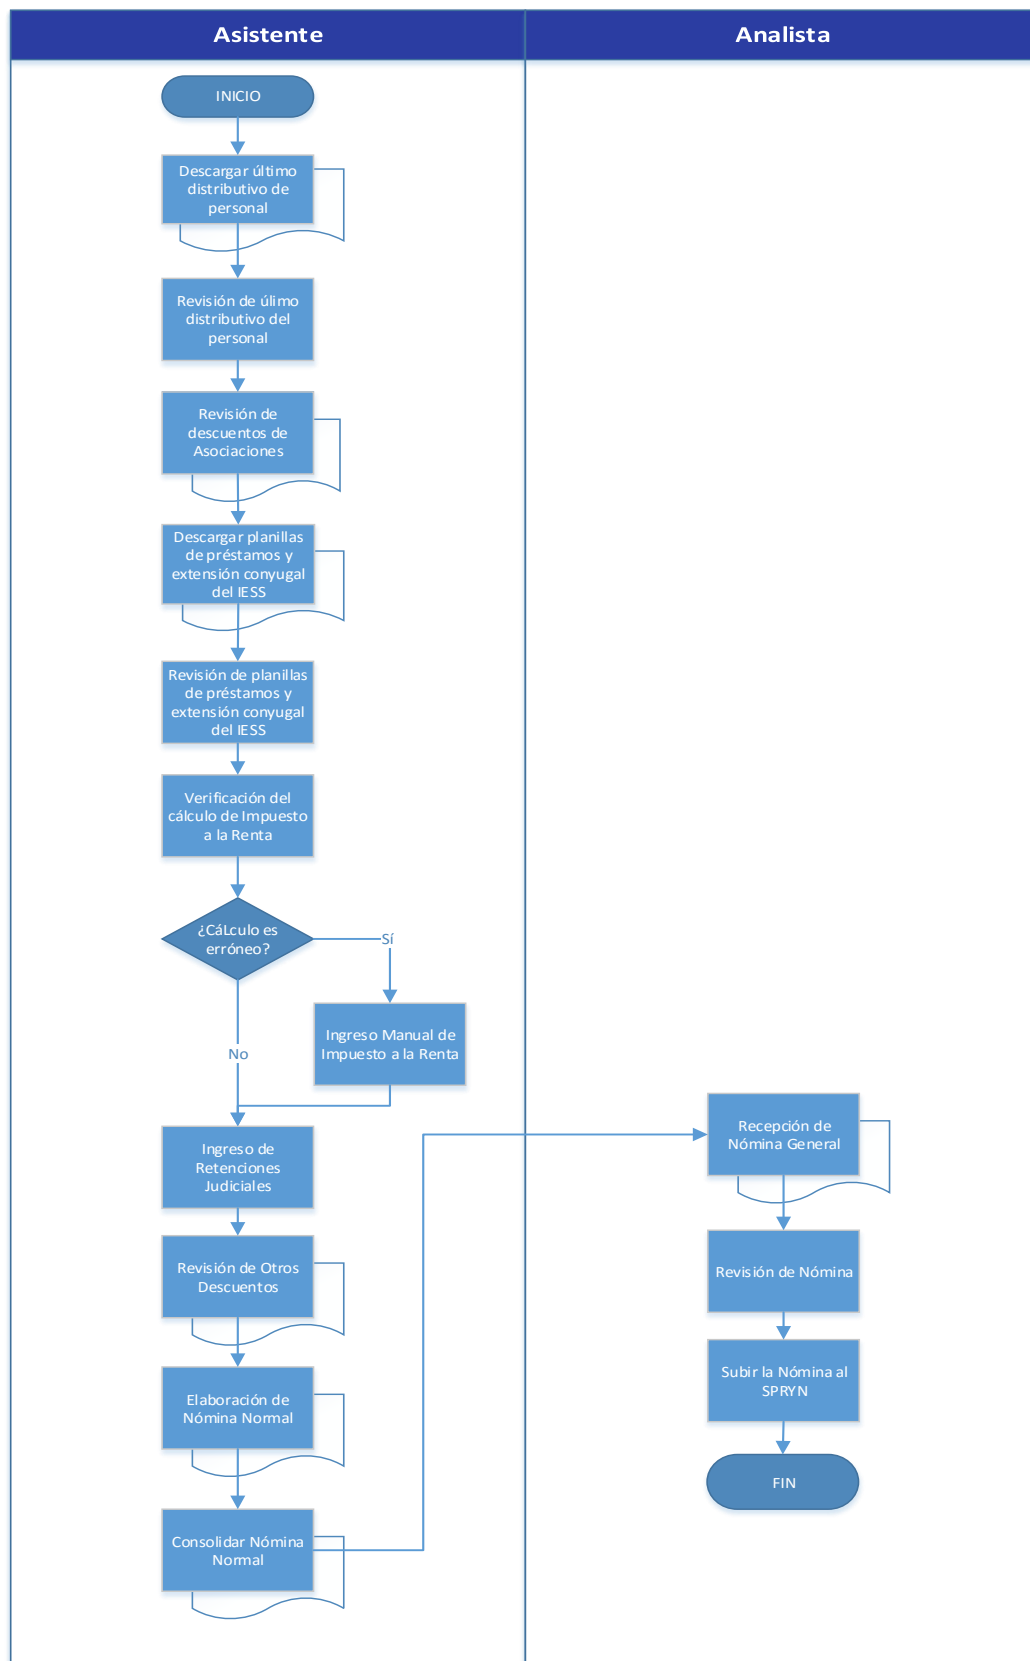 Asistente
Analista
INICIO
Descargar último
distributivo de
personal
Revisión de úlimo
distributivo del
personal
Revisión de
descuentos de
Asociaciones
Descargar planillas
de préstamos y
extensión conyugal
del IESS
Revisión de planillas
de préstamos y
extensión conyugal
del IESS
Verificación del
cálculo de Impuesto
a la Renta
¿CáLculo es
erróneo?
Sí
Ingreso Manual de
Impuesto a la Renta
No
Ingreso de
Retenciones
Judiciales
Revisión de Otros
Descuentos
Elaboración de
Nómina Normal
Consolidar Nómina
Normal
Recepción de
Nómina General
Revisión de Nómina
Subir la Nómina al
SPRYN
FIN